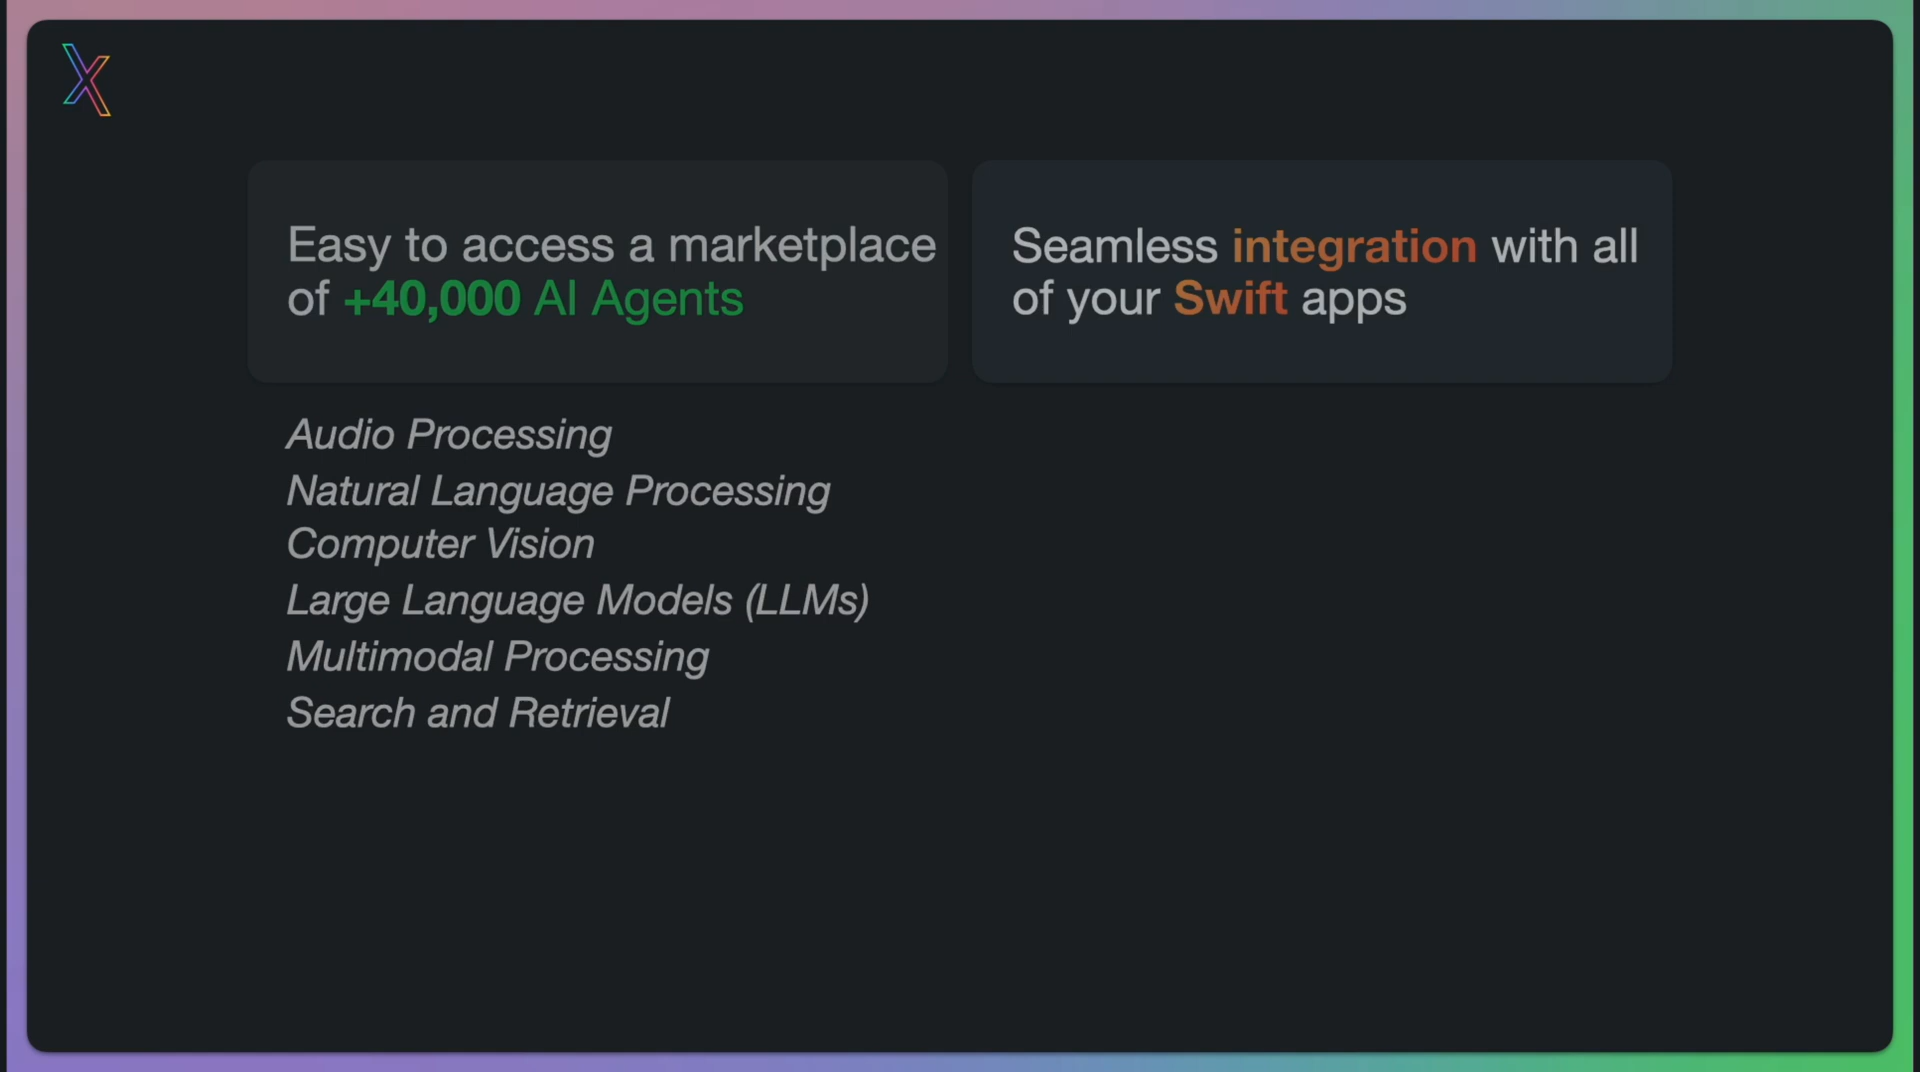 X
Easy to access a marketplace
of +40,000 AI Agents
Seamless integration with all
of your Swift apps
Audio Processing
Natural Language Processing
Computer Vision
Large Language Models (LLMs)
Multimodal Processing
Search and Retrieval